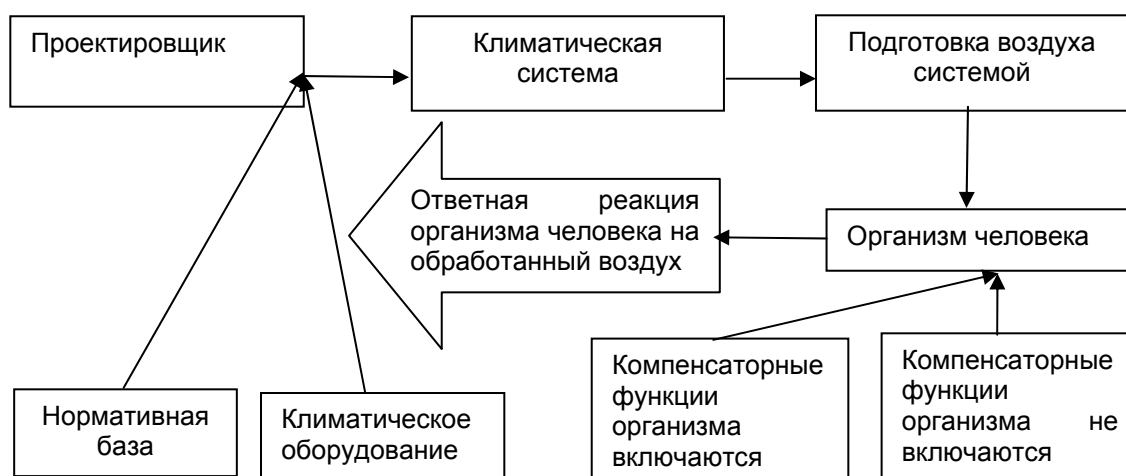 Проектировщик
Климатическая
система
Подготовка воздуха
системой
Ответная реакция
организма человека на
обработанный воздух
Организм человека
Нормативная
база
Климатическое
оборудование
Компенсаторные
функции
организма
включаются
Компенсаторные
функции
организма не
включаются